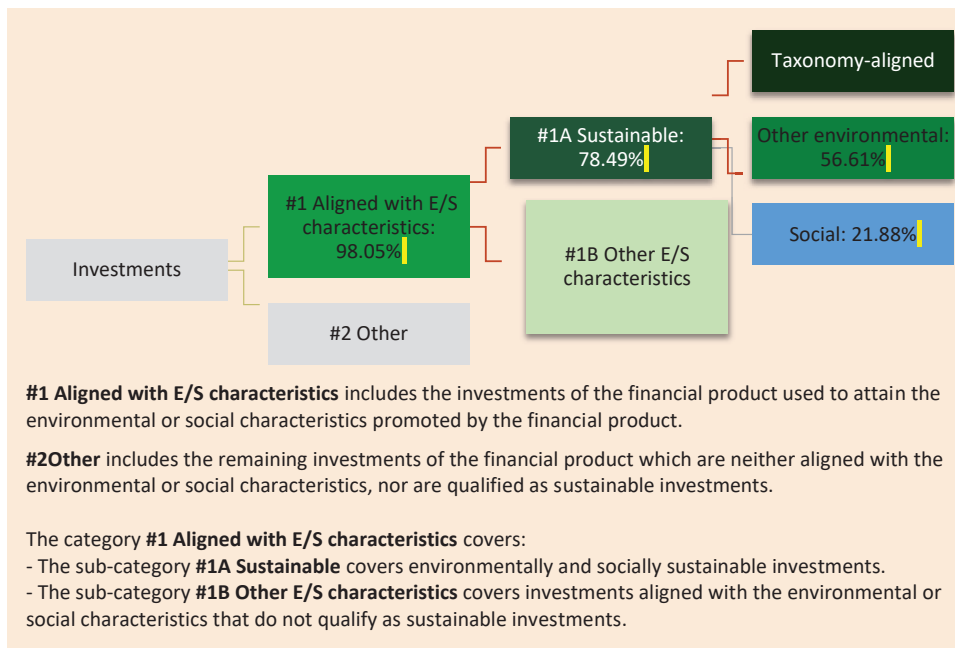 Taxonomy-aligned
#1A Sustainable:
78.49%
Other environmental:
56.61%
#1 Aligned with E/S
characteristics:
98.05%
Social: 21.88%
#1B Other E/S
characteristics
Investments
#2 Other
#1 Aligned with E/S characteristics includes the investments of the financial product used to attain the
environmental or social characteristics promoted by the financial product.
#2Other includes the remaining investments of the financial product which are neither aligned with the
environmental or social characteristics, nor are qualified as sustainable investments.
The category #1 Aligned with E/S characteristics covers:
- The sub-category #1A Sustainable covers environmentally and socially sustainable investments.
- The sub-category #1B Other E/S characteristics covers investments aligned with the environmental or
social characteristics that do not qualify as sustainable investments.